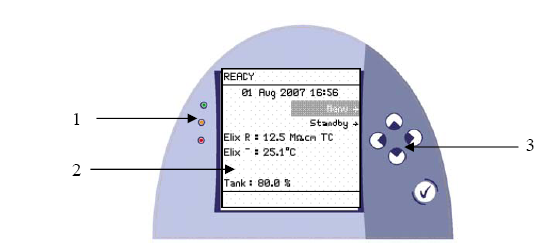 READY
01 Aug 2007 16:56
Menu →
Standby →
1
Elix R : 12.5 MΩ.cm TC
3
Elix ‾ : 25.1°C
2
Tank : 80.0 %